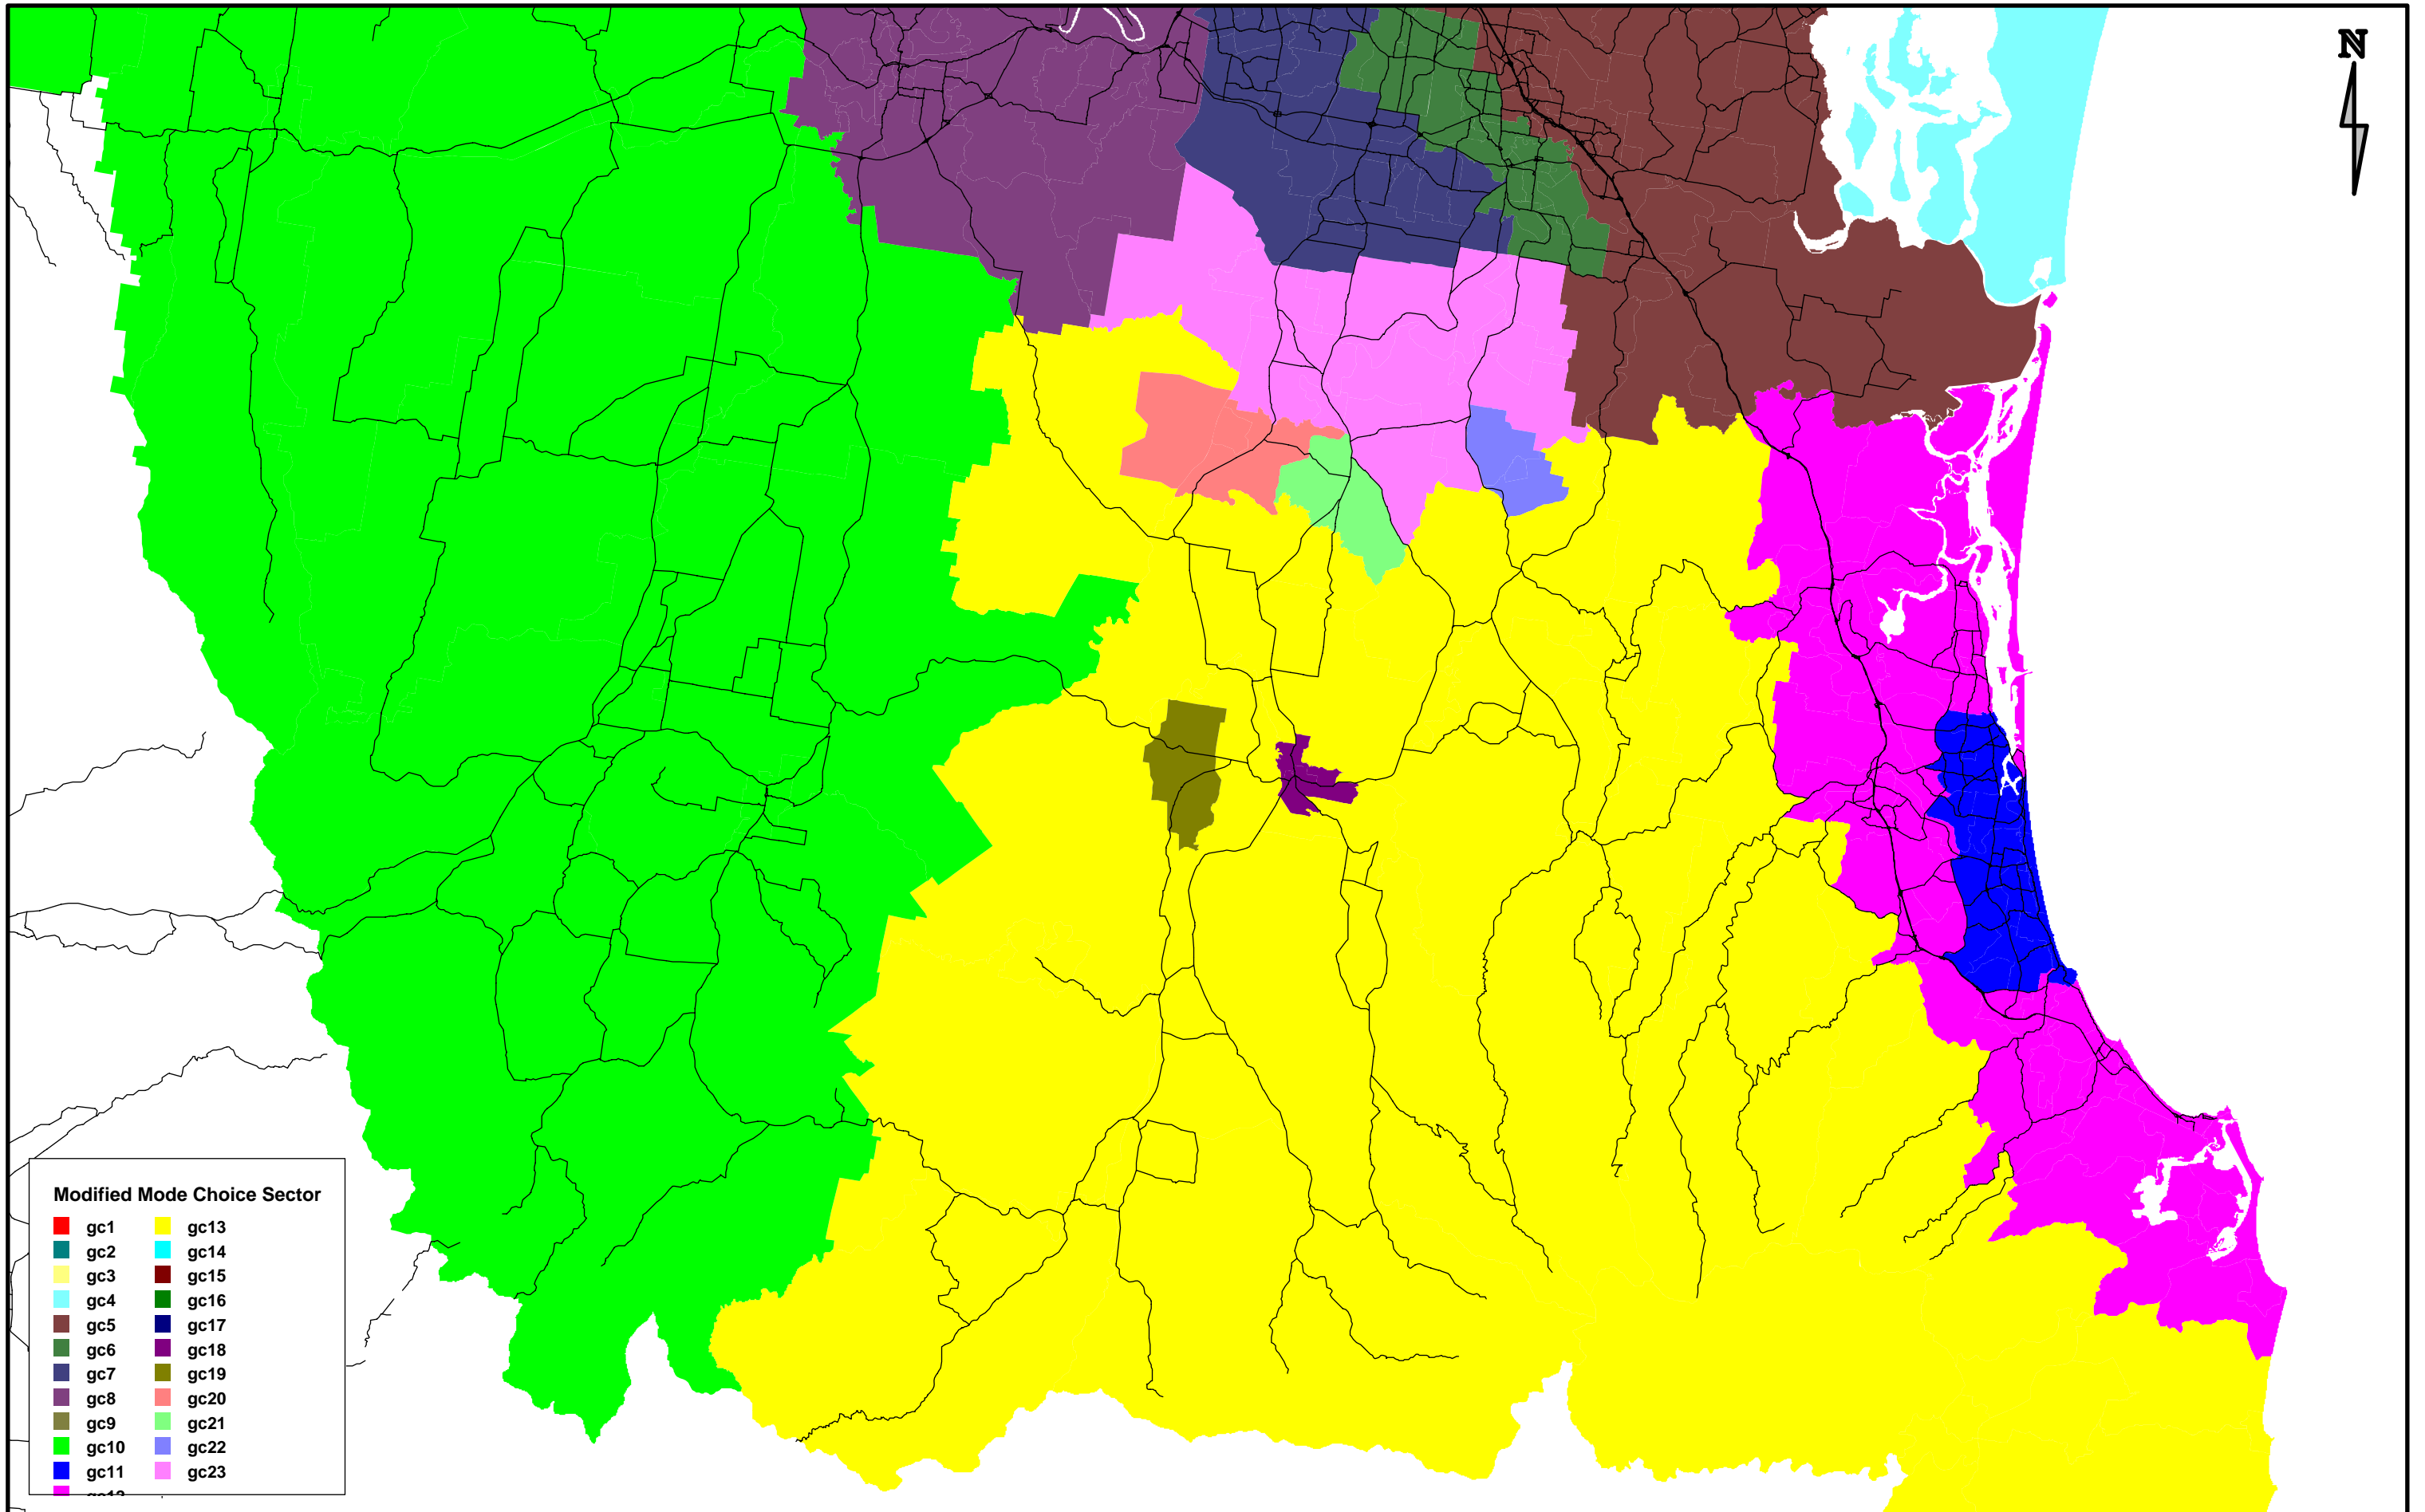 N
Modified Mode Choice Sector
gc1 gc13
gc2 gc14
gc3 gc15
gc4 gc16
gc5 gc17
gc6 gc18
gc7 gc19
gc8 gc20
gc9 gc21
gc10 gc22
gc11 gc23
gc12